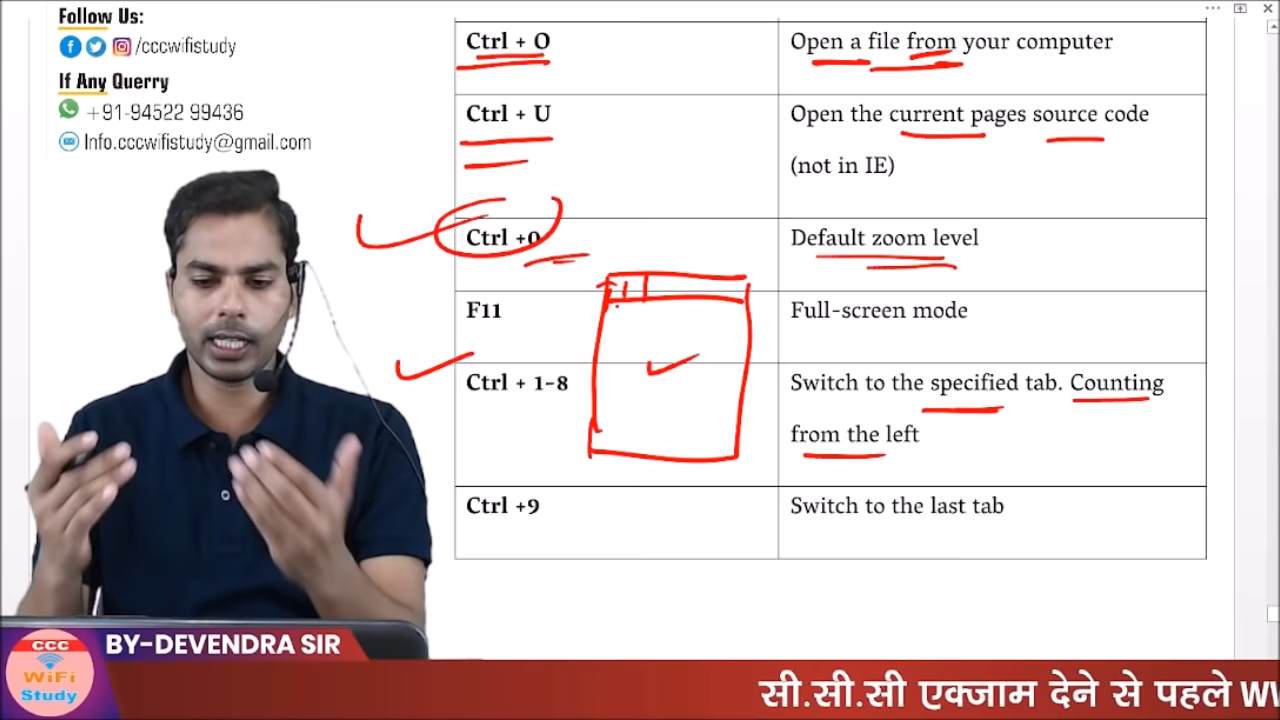 Follow Us:
/cccwifistudy
If Any Querry
+91-94522 99436
Info.cccwifistudy@gmail.com
Ctrl + O
Open a file from your computer
Ctrl + U
Open the current pages source code
(not in IE)
Ctrl +0
Default zoom level
F11
Full-screen mode
Ctrl + 1-8
Switch to the specified tab. Counting
from the left
Ctrl +9
Switch to the last tab
CCC
WiFi
Study
BY-DEVENDRA SIR
सी.सी.सी एक्जाम देने से पहले